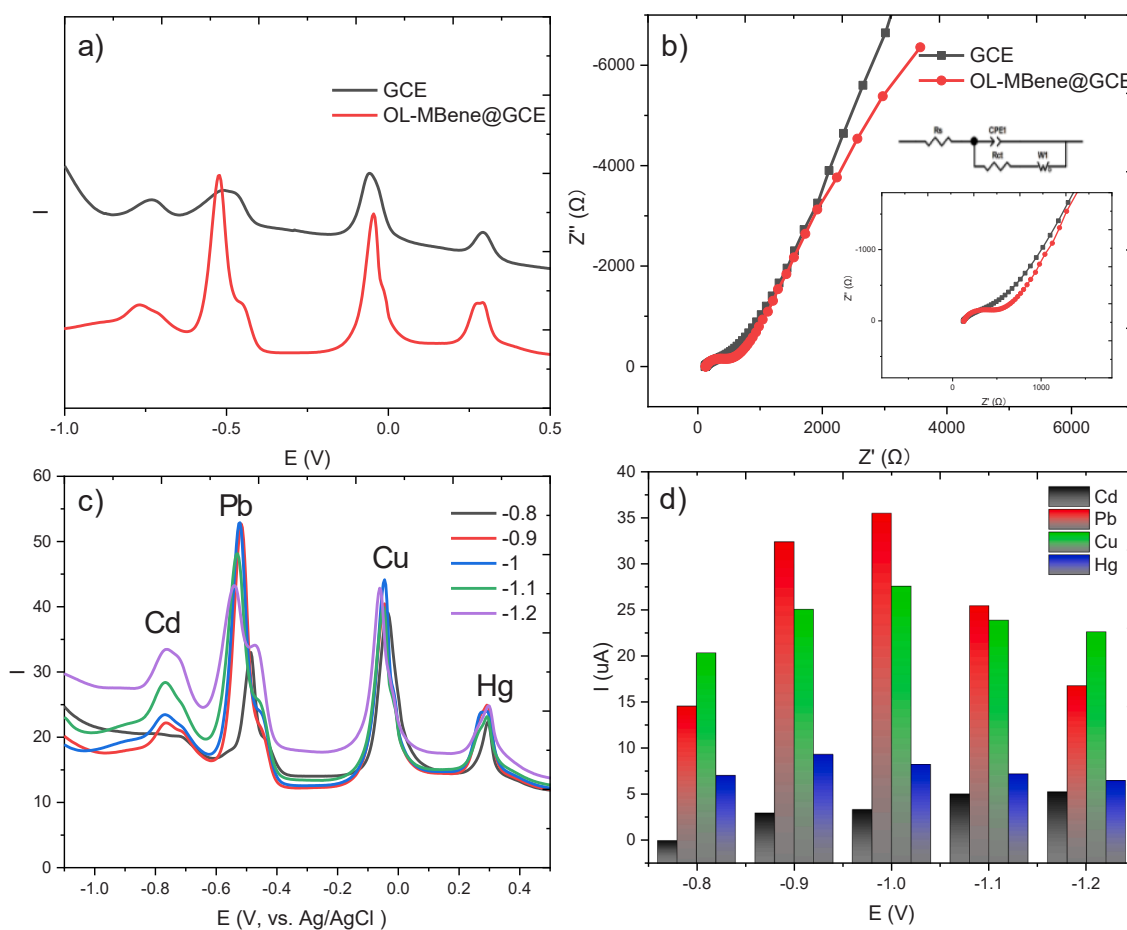 a)
GCE
OL-MBene@GCE
I
-1.0 -0.5 0.0 0.5
E (V)
b)
GCE
OL-MBene@GCE
Z'' (Ω)
-6000
-4000
-2000
0
0 2000 4000 6000
Z' (Ω)
Rs
CPE1
Rct
W1
Z'' (Ω)
-1000
0
0 1000
Z' (Ω)
c)
Cd
Pb
Cu
Hg
-0.8
-0.9
-1
-1.1
-1.2
I
60
50
40
30
20
10
0
-1.0 -0.8 -0.6 -0.4 -0.2 0.0 0.2 0.4
E (V, vs. Ag/AgCl )
d)
Cd
Pb
Cu
Hg
I (uA)
40
35
30
25
20
15
10
5
0
-0.8 -0.9 -1.0 -1.1 -1.2
E (V)